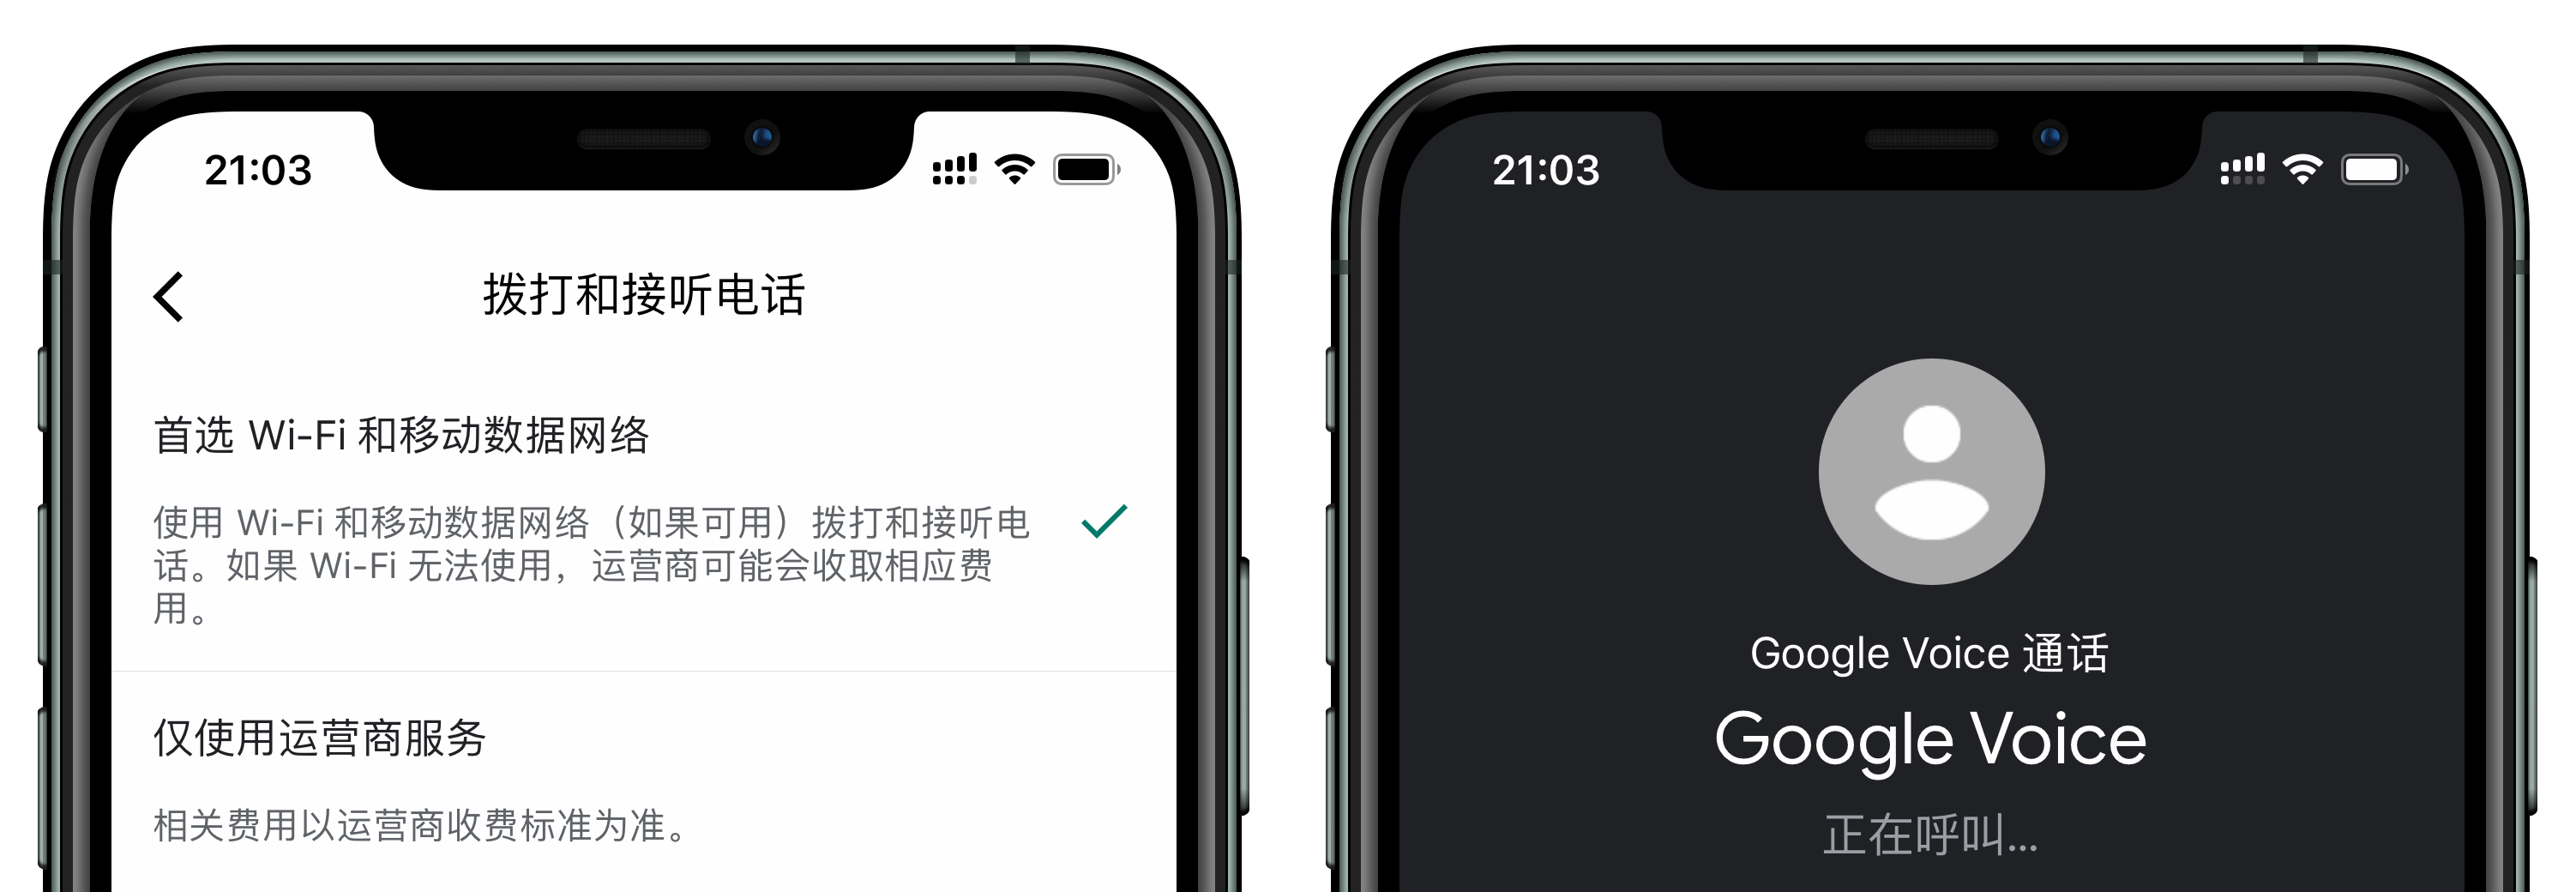 21:03
拨打和接听电话
首选 Wi-Fi 和移动数据网络
使用 Wi-Fi 和移动数据网络（如果可用）拨打和接听电
话。如果 Wi-Fi 无法使用，运营商可能会收取相应费
用。
仅使用运营商服务
相关费用以运营商收费标准为准。
21:03
Google Voice 通话
Google Voice
正在呼叫...